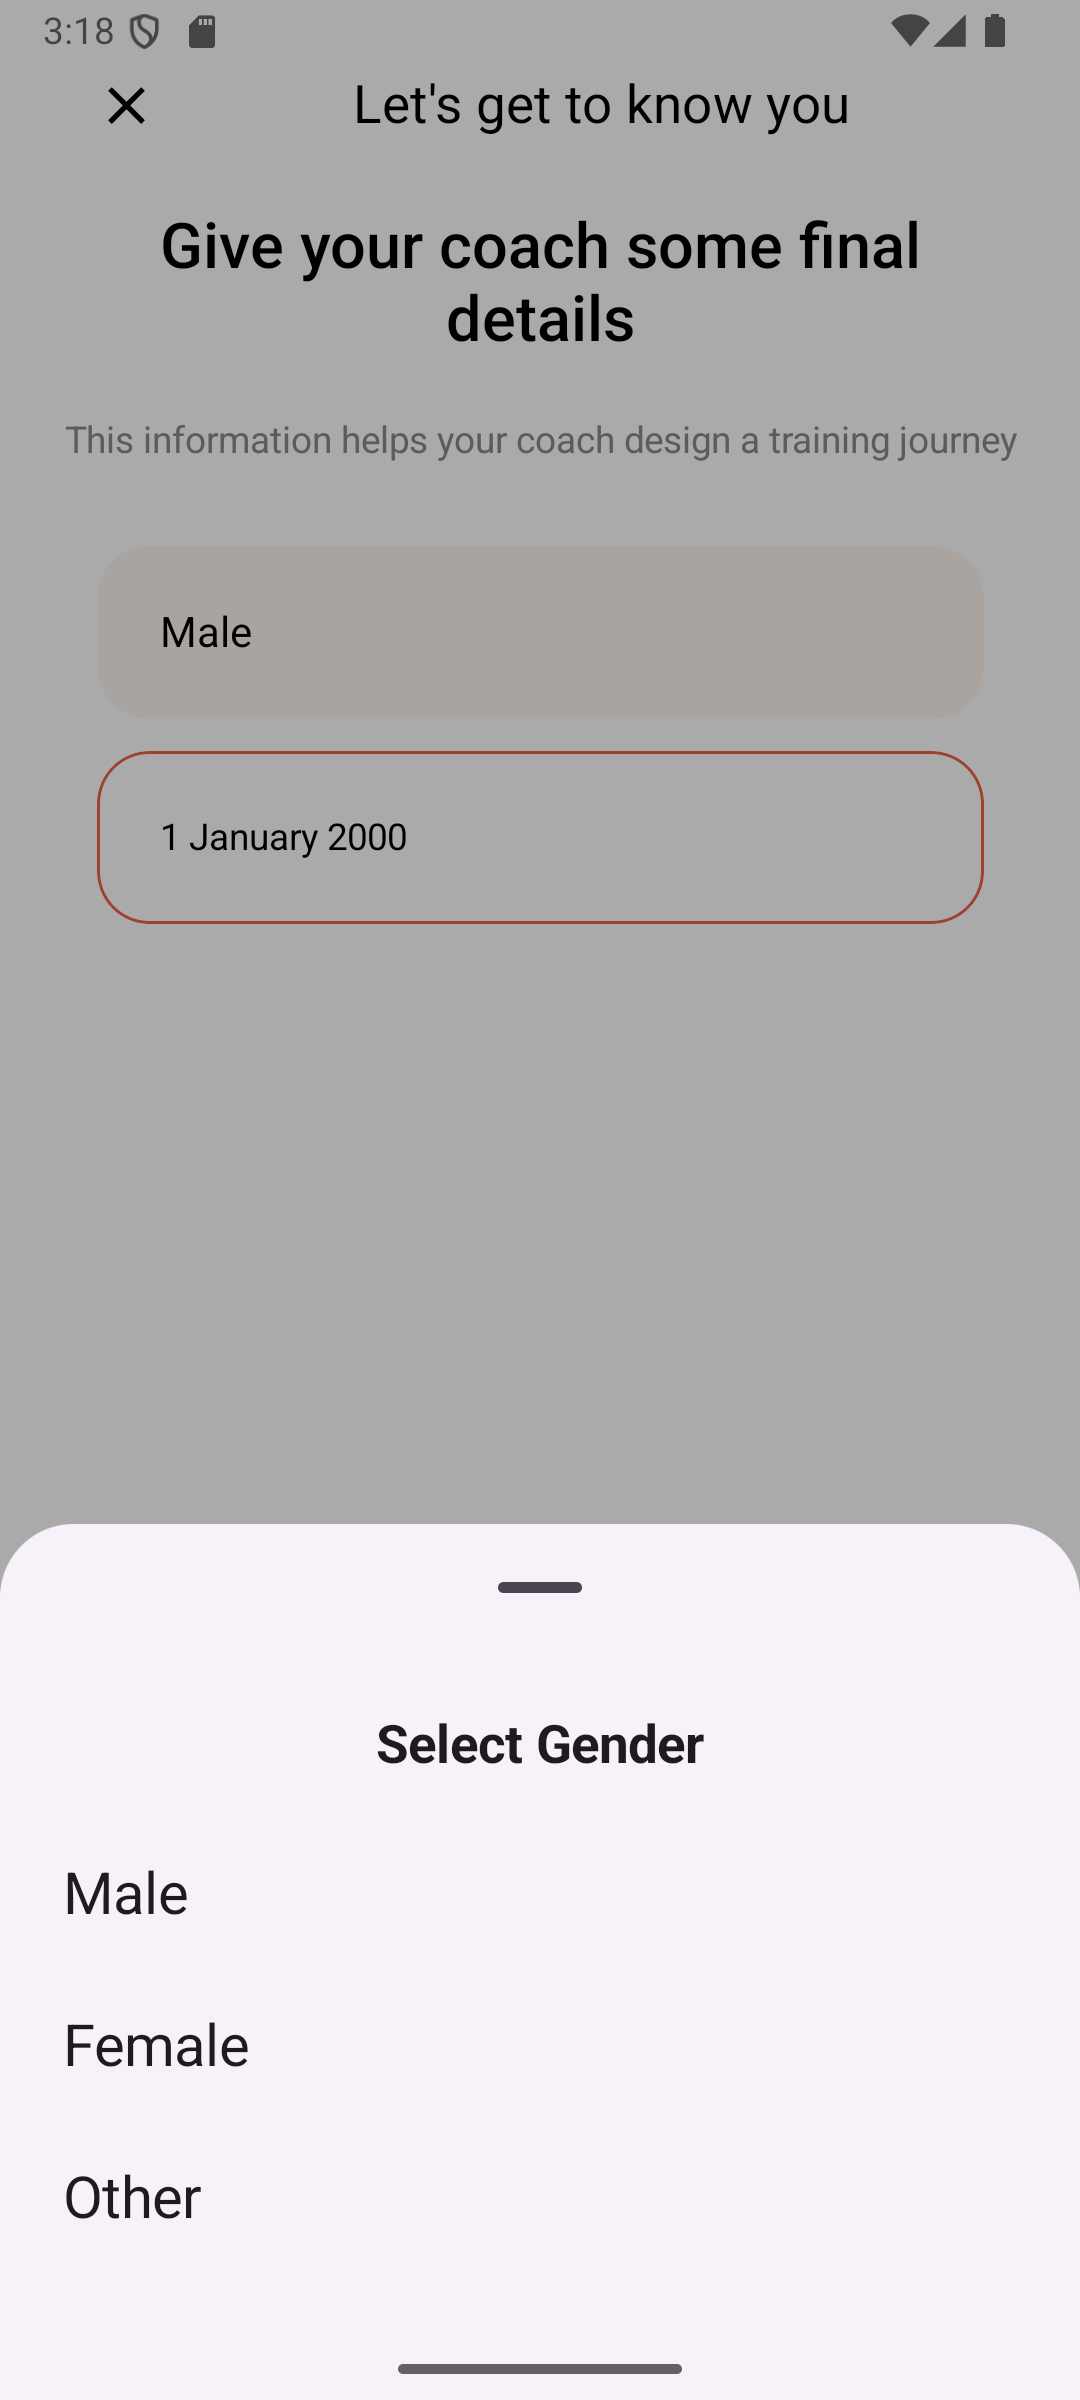 3:18
Let's get to know you
Give your coach some final
details
This information helps your coach design a training journey
Male
1 January 2000
Select Gender
Male
Female
Other